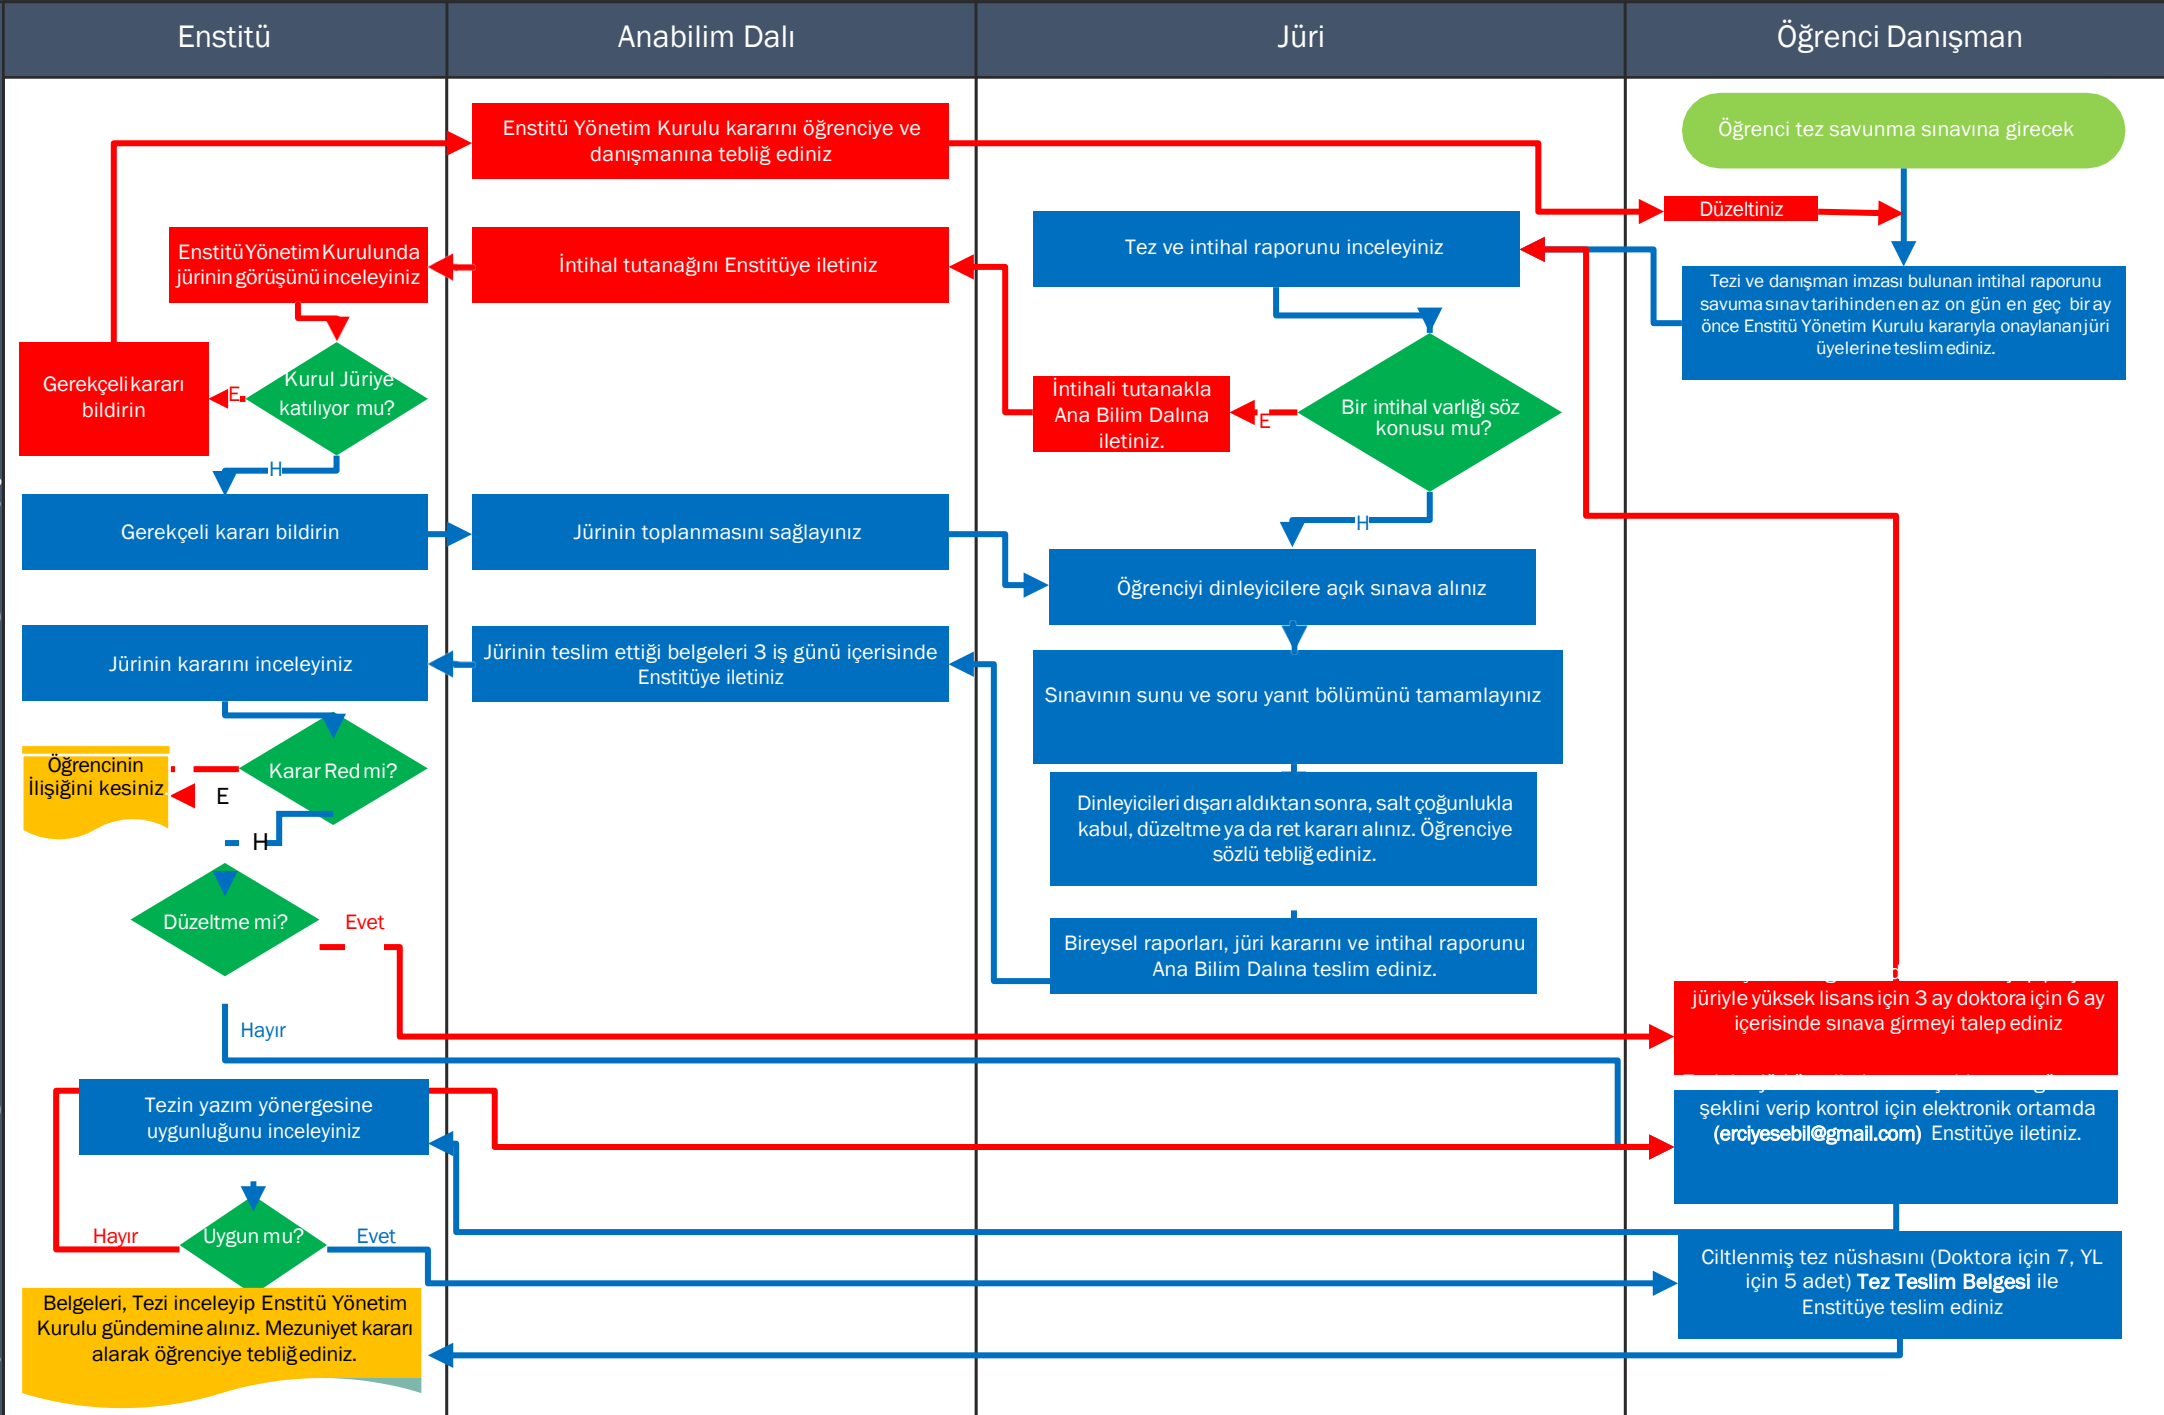 Enstitü
Anabilim Dalı
Jüri
Öğrenci Danışman
Enstitü Yönetim Kurulu kararını öğrenciye ve
danışmanına tebliğ ediniz
Öğrenci tez savunma sınavına girecek
Düzeltiniz
Enstitü Yönetim Kurulunda
jürinin görüşünü inceleyiniz
İntihal tutanağını Enstitüye iletiniz
Tez ve intihal raporunu inceleyiniz
Tezi ve danışman imzası bulunan intihal raporunu
savuma sınav tarihinden en az on gün en geç bir ay
önce Enstitü Yönetim Kurulu kararıyla onaylanan jüri
üyelerine teslim ediniz.
Gerekçeli kararı
bildirin
E
Kurul Jüriye
katılıyor mu?
İntihali tutanakla
Ana Bilim Dalına
iletiniz.
E
Bir intihal varlığı söz
konusu mu?
H
H
Gerekçeli kararı bildirin
Jürinin toplanmasını sağlayınız
Öğrenciyi dinleyicilere açık sınava alınız
Jürinin kararını inceleyiniz
Jürinin teslim ettiği belgeleri 3 iş günü içerisinde
Enstitüye iletiniz
Sınavının sunu ve soru yanıt bölümünü tamamlayınız
Öğrencinin
İlişiğini kesiniz
E
Karar Red mi?
H
Dinleyicileri dışarı aldıktan sonra, salt çoğunlukla
kabul, düzeltme ya da ret kararı alınız. Öğrenciye
sözlü tebliğ ediniz.
Düzeltme mi?
Evet
Hayır
Bireysel raporları, jüri kararını ve intihal raporunu
Ana Bilim Dalına teslim ediniz.
jüriyle yüksek lisans için 3 ay doktora için 6 ay
içerisinde sınava girmeyi talep ediniz
Tezin yazım yönergesine
uygunluğunu inceleyiniz
şeklini verip kontrol için elektronik ortamda
(erciyesebil@gmail.com) Enstitüye iletiniz.
Hayır
Uygun mu?
Evet
Ciltlenmiş tez nüshasını (Doktora için 7, YL
için 5 adet) Tez Teslim Belgesi ile
Enstitüye teslim ediniz
Belgeleri, Tezi inceleyip Enstitü Yönetim
Kurulu gündemine alınız. Mezuniyet kararı
alarak öğrenciye tebliğ ediniz.